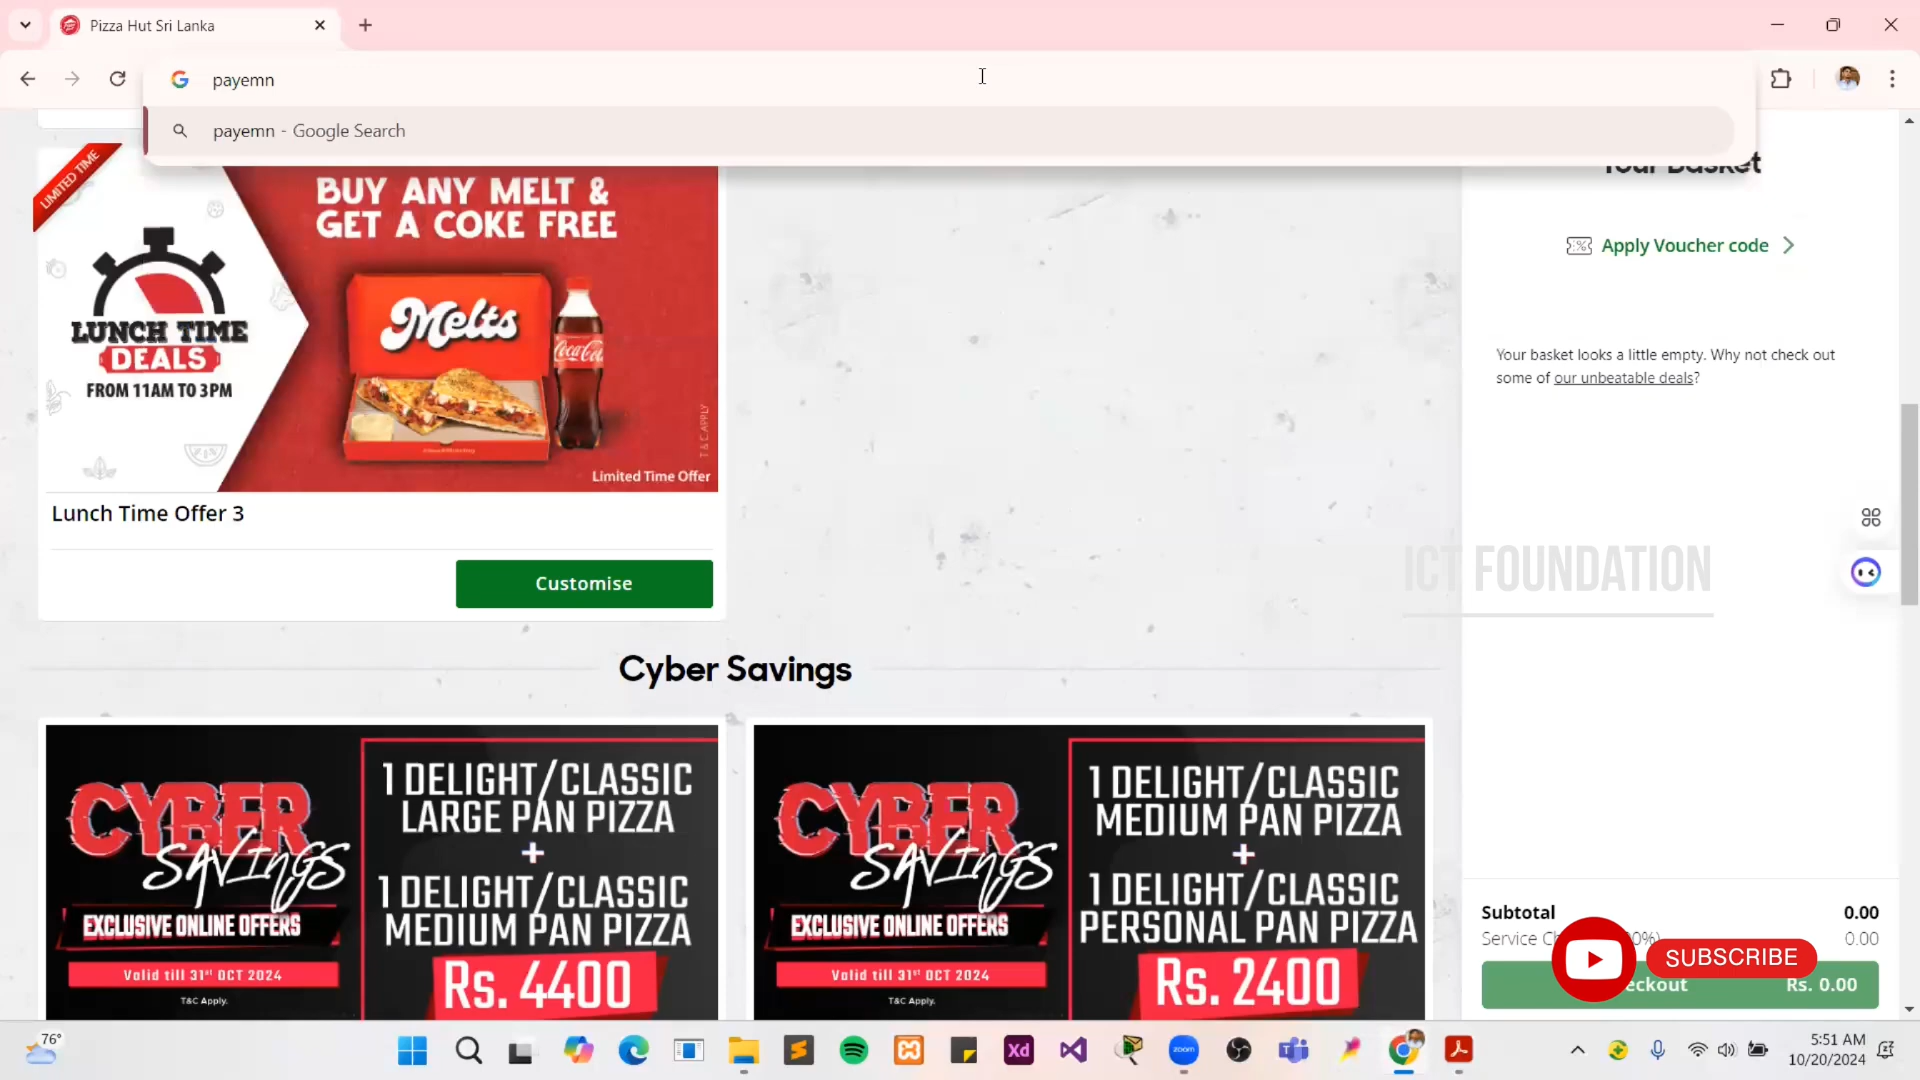 Pizza Hut Sri Lanka
payemn
payemn - Google Search
LIMITED TIME
BUY ANY MELT &
GET A COKE FREE
LUNCH TIME
DEALS
FROM 11AM TO 3PM
Melts
Coca-Cola
T & C APPLY
Limited Time Offer
Lunch Time Offer 3
Customise
Your Basket
Apply Voucher code
Your basket looks a little empty. Why not check out
some of our unbeatable deals?
ICT FOUNDATION
Cyber Savings
CYBER
SAVINGS
EXCLUSIVE ONLINE OFFERS
Valid till 31st OCT 2024
T&C Apply.
1 DELIGHT/CLASSIC
LARGE PAN PIZZA
+
1 DELIGHT/CLASSIC
MEDIUM PAN PIZZA
Rs. 4400
CYBER
SAVINGS
EXCLUSIVE ONLINE OFFERS
Valid till 31st OCT 2024
T&C Apply.
1 DELIGHT/CLASSIC
MEDIUM PAN PIZZA
+
1 DELIGHT/CLASSIC
PERSONAL PAN PIZZA
Rs. 2400
Subtotal 0.00
Service 0.00
SUBSCRIBE
Rs. 0.00
76°
Xd
zoom
5:51 AM
10/20/2024